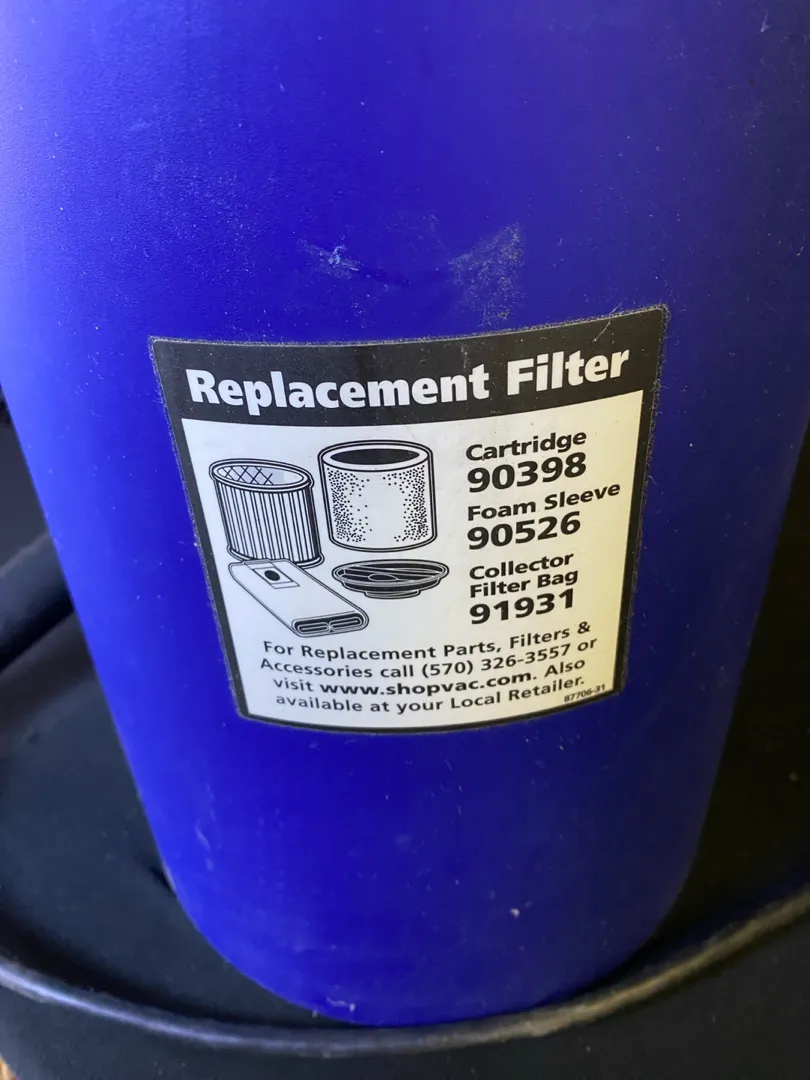 Replacement Filter
Cartridge
90398
Foam Sleeve
90526
Collector
Filter Bag
91931
For Replacement Parts, Filters &
Accessories call (570) 326-3557 or
visit www.shopvac.com. Also
available at your Local Retailer.
87706-31